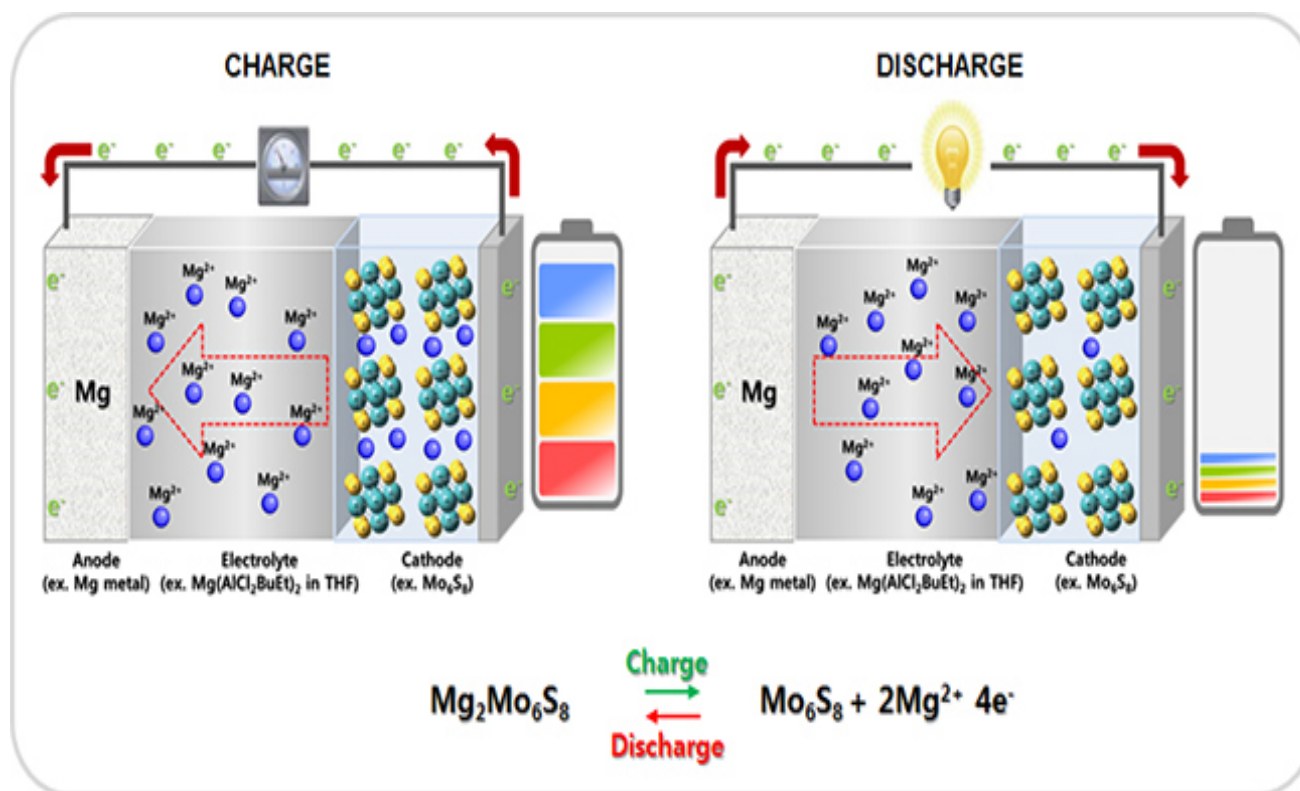 CHARGE
e⁻ e⁻ e⁻ e⁻ e⁻ e⁻
Mg²⁺
Mg²⁺
Mg²⁺
Mg²⁺
Mg²⁺
Mg²⁺
Mg²⁺
Mg²⁺
Mg²⁺
Mg²⁺
Mg²⁺
e⁻
e⁻
e⁻
Mg
e⁻
e⁻
e⁻
Anode
(ex. Mg metal)
Electrolyte
(ex. Mg(AlCl₂BuEt)₂ in THF)
Cathode
(ex. Mo₆S₈)
DISCHARGE
e⁻ e⁻ e⁻ e⁻ e⁻ e⁻
Mg²⁺
Mg²⁺
Mg²⁺
Mg²⁺
Mg²⁺
Mg²⁺
Mg²⁺
Mg²⁺
Mg²⁺
Mg²⁺
e⁻
e⁻
e⁻
Mg
e⁻
e⁻
e⁻
Anode
(ex. Mg metal)
Electrolyte
(ex. Mg(AlCl₂BuEt)₂ in THF)
Cathode
(ex. Mo₆S₈)
Mg₂Mo₆S₈
Charge
Discharge
Mo₆S₈ + 2Mg²⁺ 4e⁻